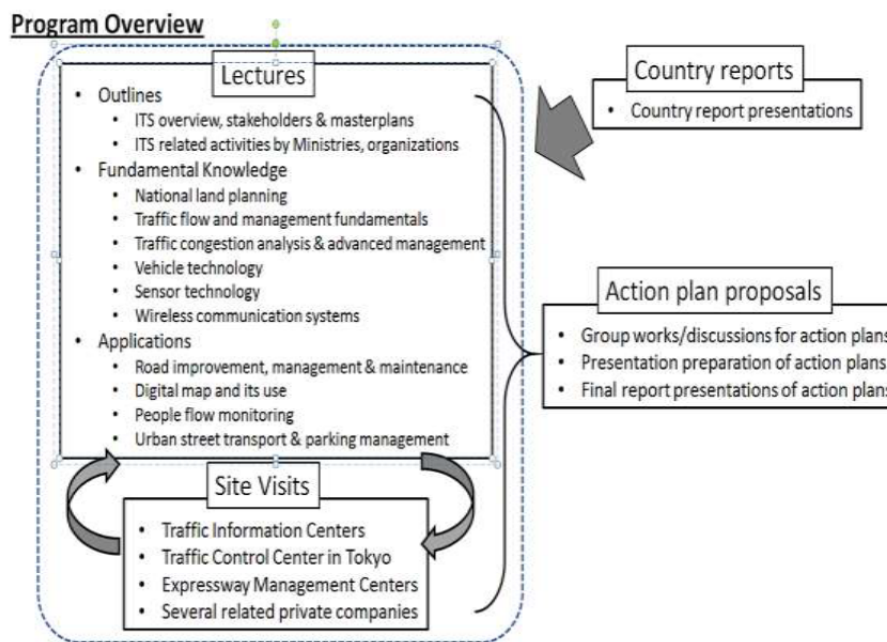 Program Overview
Lectures
• Outlines
• ITS overview, stakeholders & masterplans
• ITS related activities by Ministries, organizations
• Fundamental Knowledge
• National land planning
• Traffic flow and management fundamentals
• Traffic congestion analysis & advanced management
• Vehicle technology
• Sensor technology
• Wireless communication systems
• Applications
• Road improvement, management & maintenance
• Digital map and its use
• People flow monitoring
• Urban street transport & parking management
Site Visits
• Traffic Information Centers
• Traffic Control Center in Tokyo
• Expressway Management Centers
• Several related private companies
Country reports
• Country report presentations
Action plan proposals
• Group works/discussions for action plans
• Presentation preparation of action plans
• Final report presentations of action plans